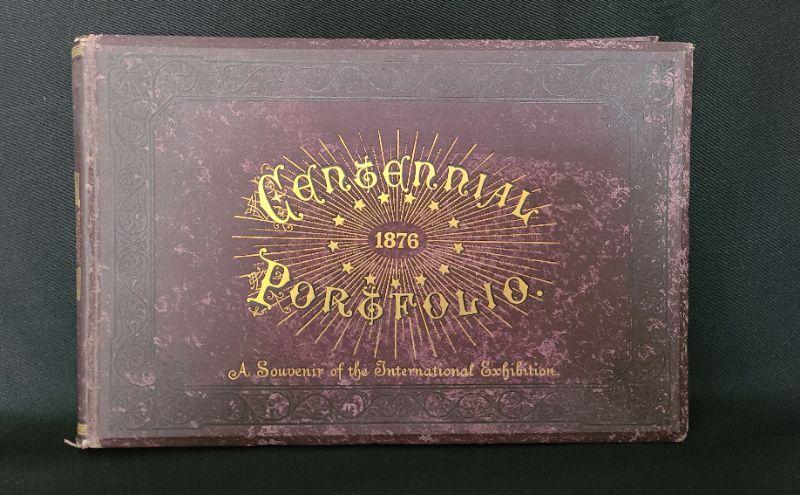 Centennial
1876
Portfolio.
A Souvenir of the International Exhibition.